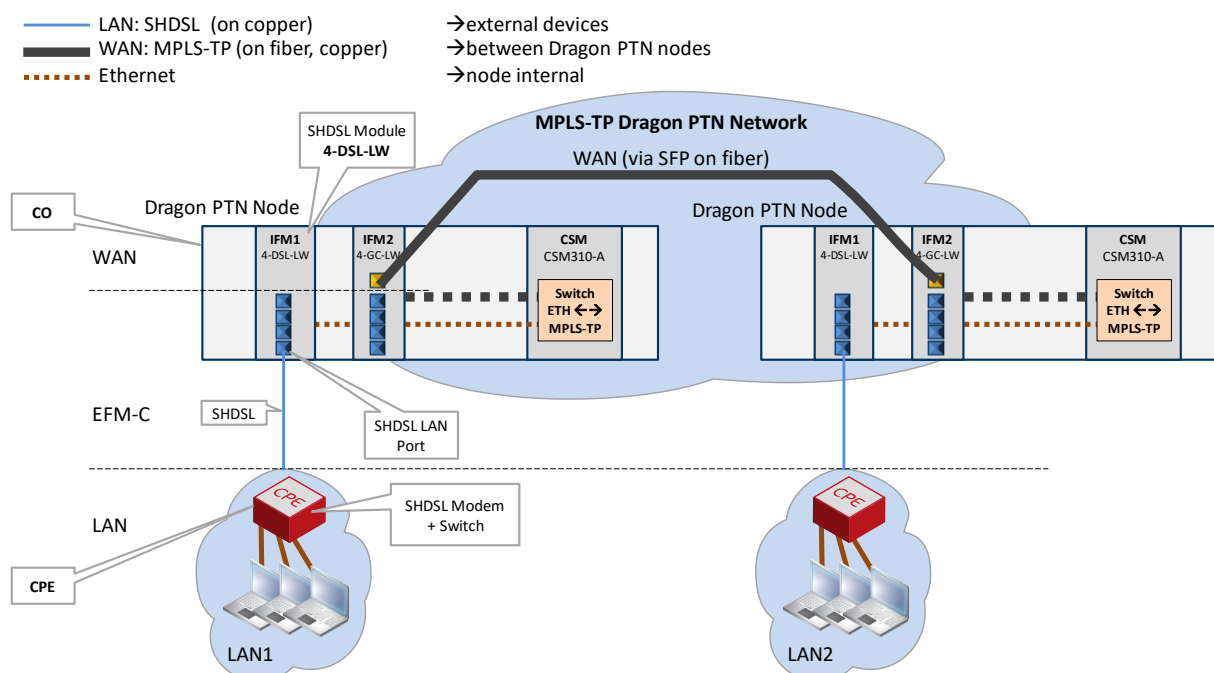 LAN: SHDSL (on copper) →external devices
WAN: MPLS-TP (on fiber, copper) →between Dragon PTN nodes
Ethernet →node internal
SHDSL Module
4-DSL-LW
MPLS-TP Dragon PTN Network
WAN (via SFP on fiber)
CO
Dragon PTN Node
Dragon PTN Node
WAN
IFM1
4-DSL-LW
IFM2
4-GC-LW
CSM
CSM310-A
Switch
ETH ←→
MPLS-TP
IFM1
4-DSL-LW
IFM2
4-GC-LW
CSM
CSM310-A
Switch
ETH ←→
MPLS-TP
EFM-C
SHDSL
SHDSL LAN
Port
LAN
CPE
SHDSL Modem
+ Switch
CPE
CPE
LAN1
LAN2